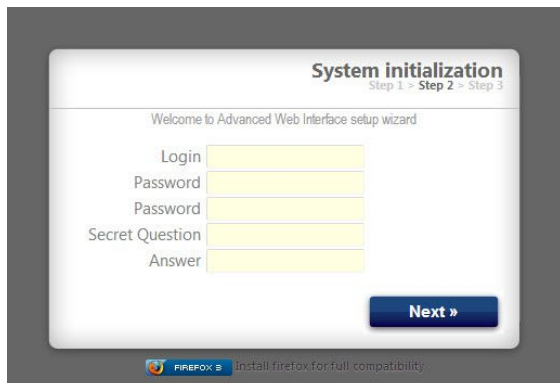 System initialization
Step 1 > Step 2 > Step 3
Welcome to Advanced Web Interface setup wizard
Login
Password
Password
Secret Question
Answer
Next »
FIREFOX 3 Install firefox for full compatibility